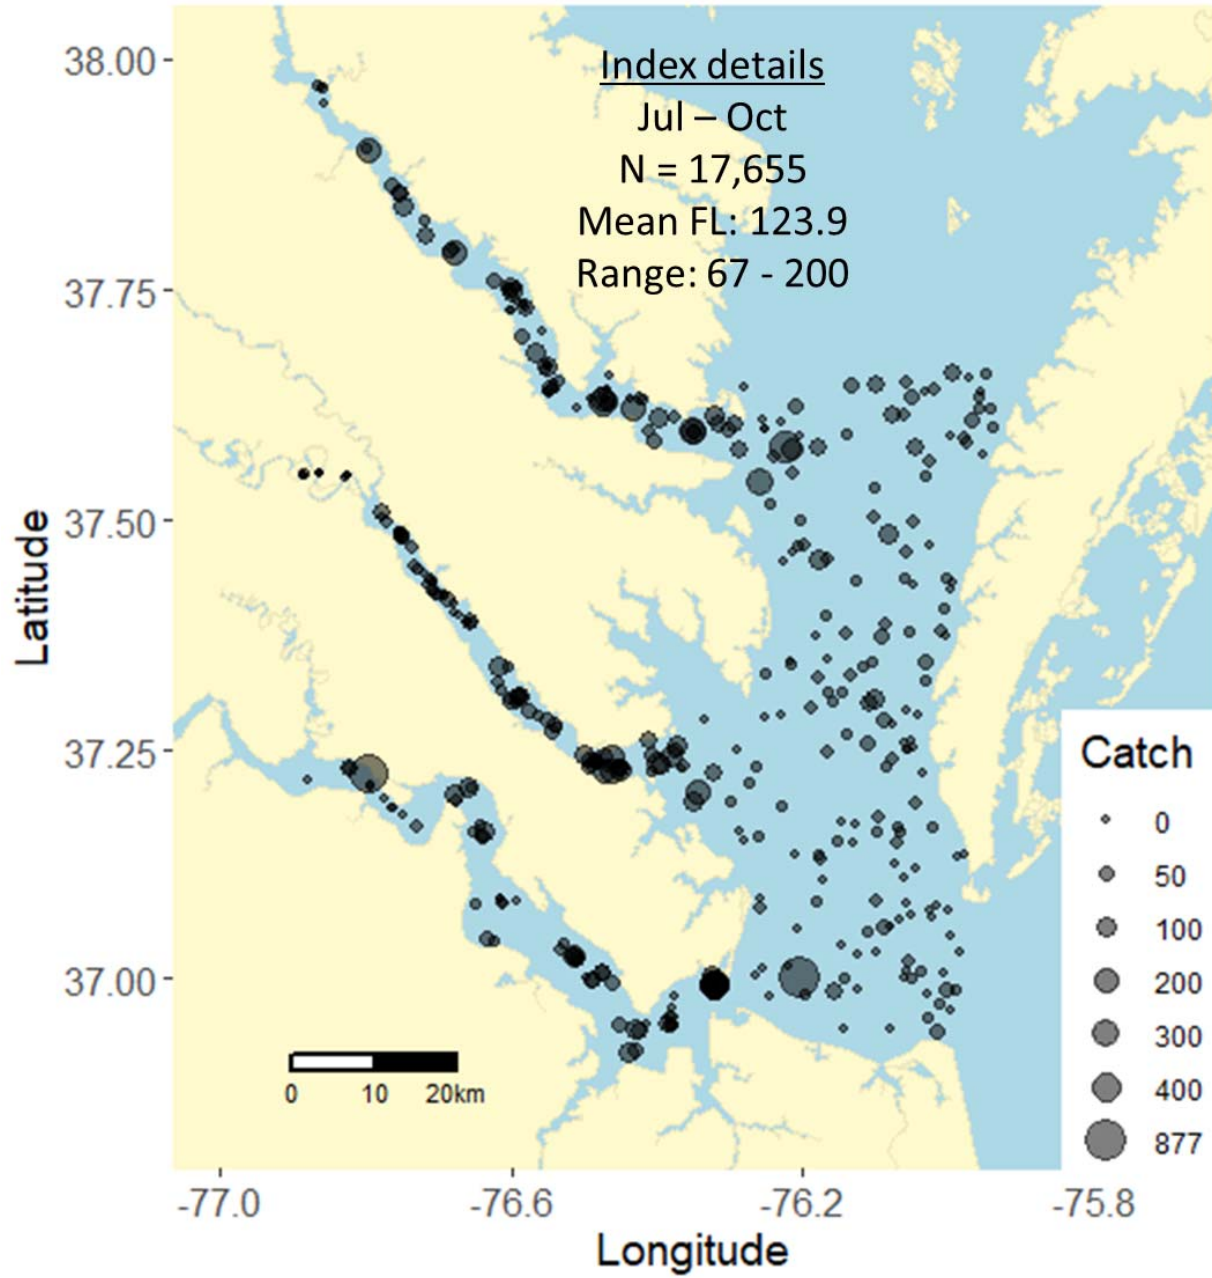 Index details
Jul – Oct
N = 17,655
Mean FL: 123.9
Range: 67 - 200
38.00
37.75
37.50
37.25
37.00
Latitude
Catch
0
50
100
200
300
400
877
0 10 20km
-77.0 -76.6 -76.2 -75.8
Longitude